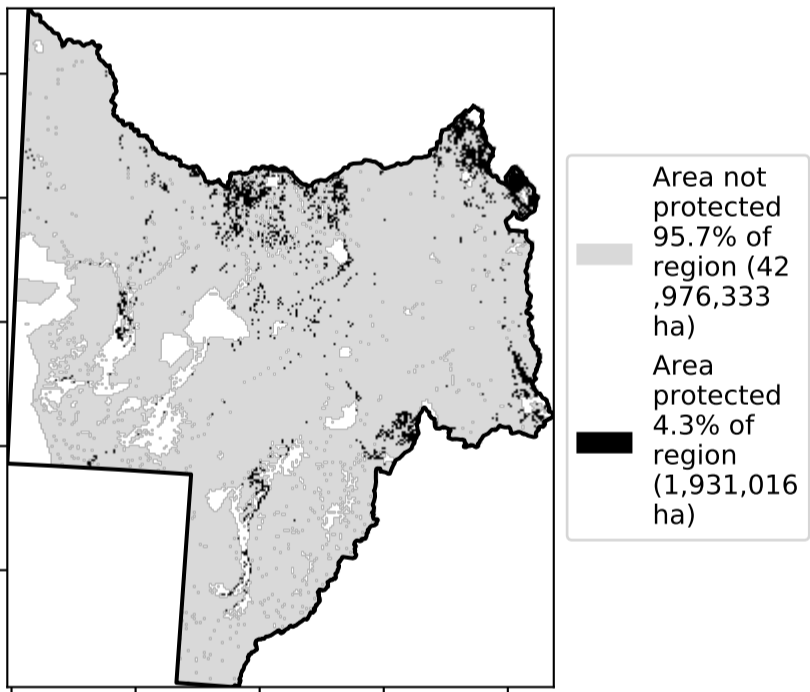 Area not
protected
95.7% of
region (42
,976,333
ha)
Area
protected
4.3% of
region
(1,931,016
ha)